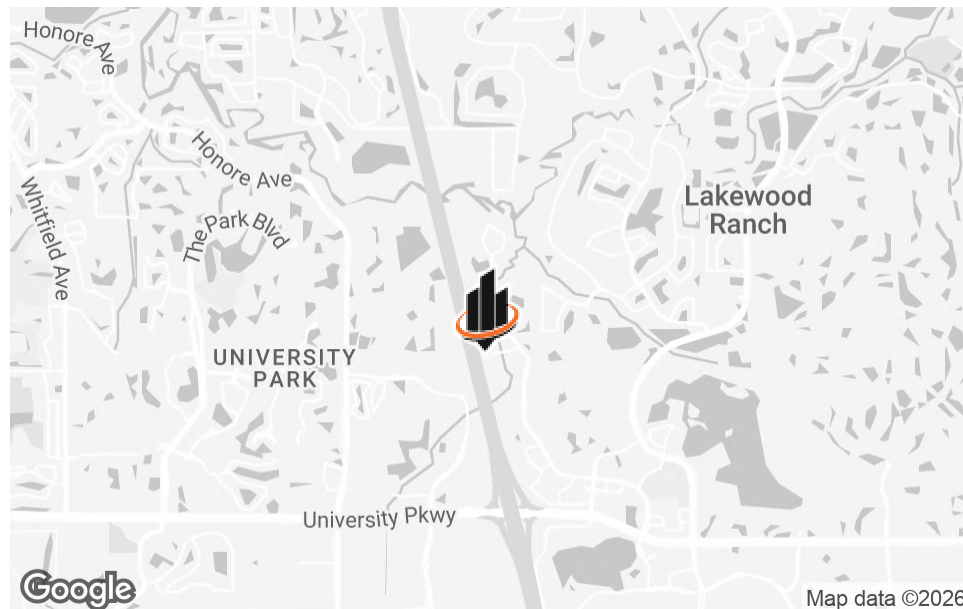 Honore Ave
Honore Ave
Whitfield Ave
The Park Blvd
Lakewood
Ranch
UNIVERSITY
PARK
University Pkwy
Google
Map data ©2026